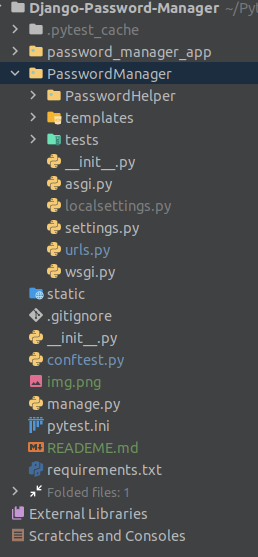 Django-Password-Manager ~/Pyt
.pytest_cache
password_manager_app
PasswordManager
PasswordHelper
templates
tests
__init__.py
asgi.py
localsettings.py
settings.py
urls.py
wsgi.py
static
.gitignore
__init__.py
conftest.py
img.png
manage.py
pytest.ini
READEME.md
requirements.txt
Folded files: 1
External Libraries
Scratches and Consoles